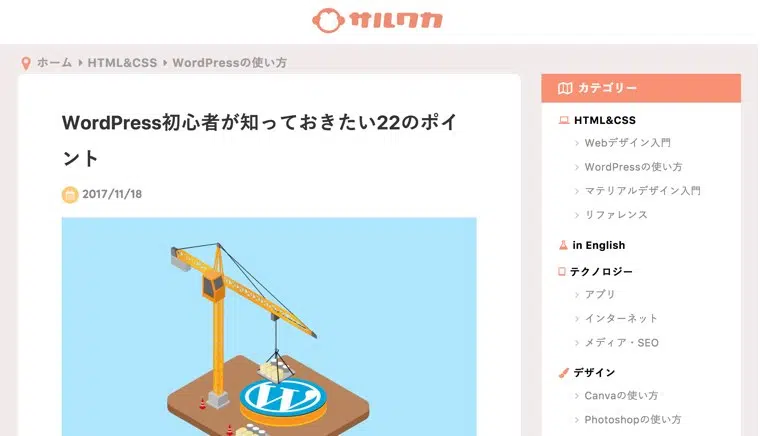 サルワカ
ホーム HTML&CSS WordPressの使い方
WordPress初心者が知っておきたい22のポイ
ント
2017/11/18
カテゴリー
HTML&CSS
Webデザイン入門
WordPressの使い方
マテリアルデザイン入門
リファレンス
in English
テクノロジー
アプリ
インターネット
メディア・SEO
デザイン
Canvaの使い方
Photoshopの使い方